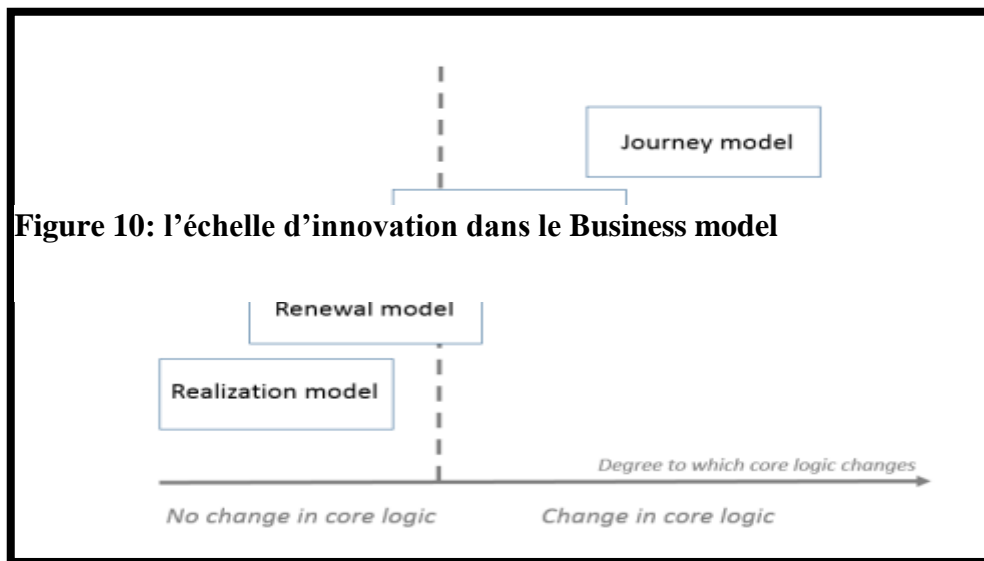 Journey model
Figure 10: l’échelle d’innovation dans le Business model
Renewal model
Realization model
Degree to which core logic changes
No change in core logic
Change in core logic